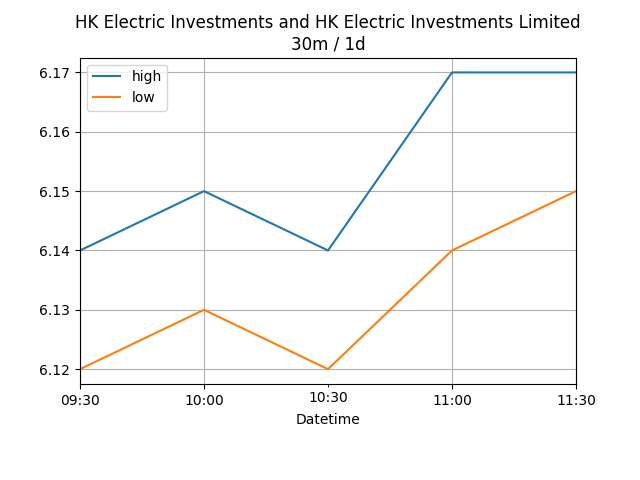 HK Electric Investments and HK Electric Investments Limited
30m / 1d
high
low
6.17
6.16
6.15
6.14
6.13
6.12
09:30
10:00
10:30
11:00
11:30
Datetime